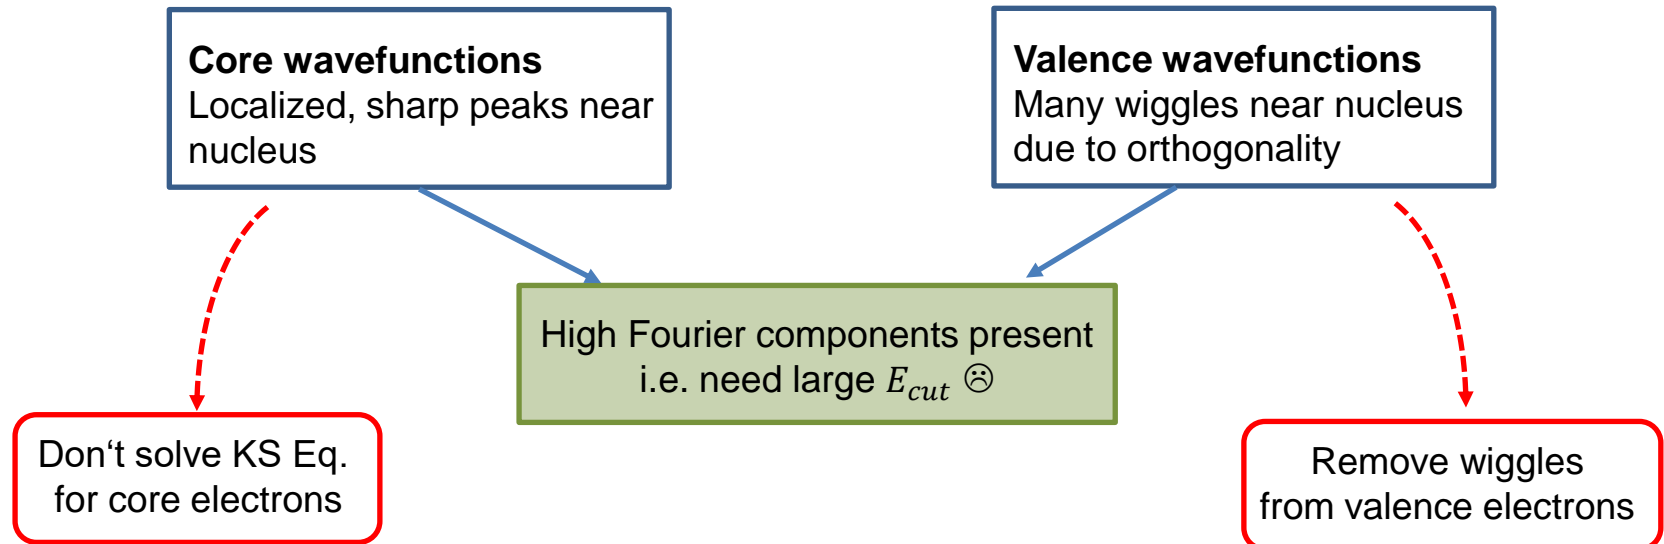 Core wavefunctions
Localized, sharp peaks near
nucleus
Valence wavefunctions
Many wiggles near nucleus
due to orthogonality
High Fourier components present
i.e. need large E_cut ☹
Don‘t solve KS Eq.
for core electrons
Remove wiggles
from valence electrons